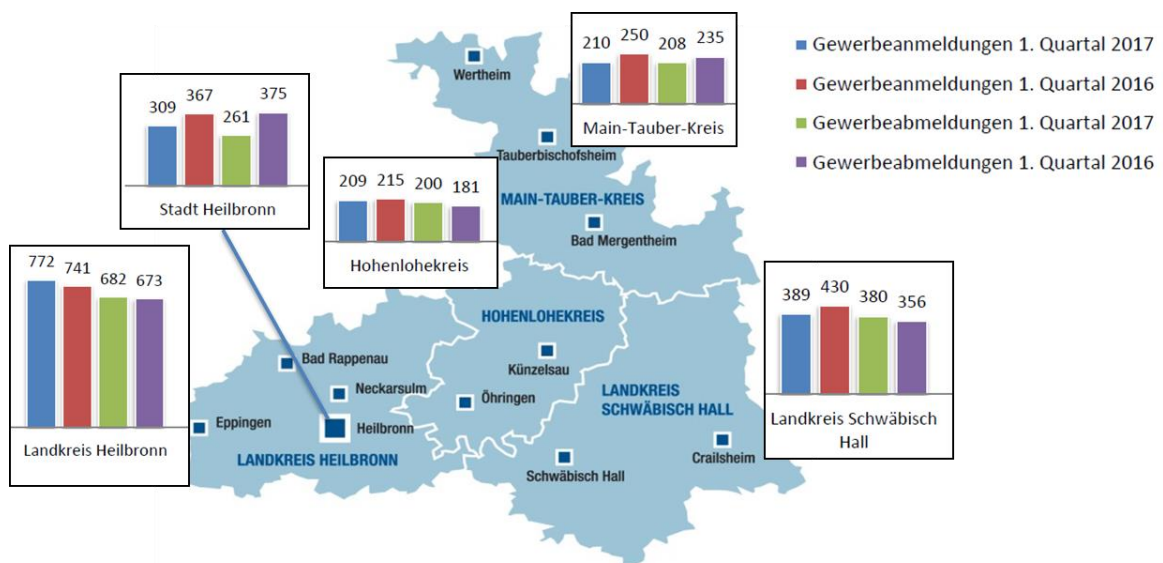 210 250 208 235
Main-Tauber-Kreis
Gewerbeanmeldungen 1. Quartal 2017
Gewerbeanmeldungen 1. Quartal 2016
Gewerbeabmeldungen 1. Quartal 2017
Gewerbeabmeldungen 1. Quartal 2016
309 367 261 375
Stadt Heilbronn
209 215 200 181
Hohenlohekreis
772 741 682 673
Landkreis Heilbronn
389 430 380 356
Landkreis Schwäbisch
Hall
Wertheim
Tauberbischofsheim
MAIN-TAUBER-KREIS
Bad Mergentheim
HOHENLOHEKREIS
Künzelsau
Öhringen
Bad Rappenau
Neckarsulm
Eppingen
Heilbronn
LANDKREIS HEILBRONN
LANDKREIS
SCHWÄBISCH HALL
Crailsheim
Schwäbisch Hall